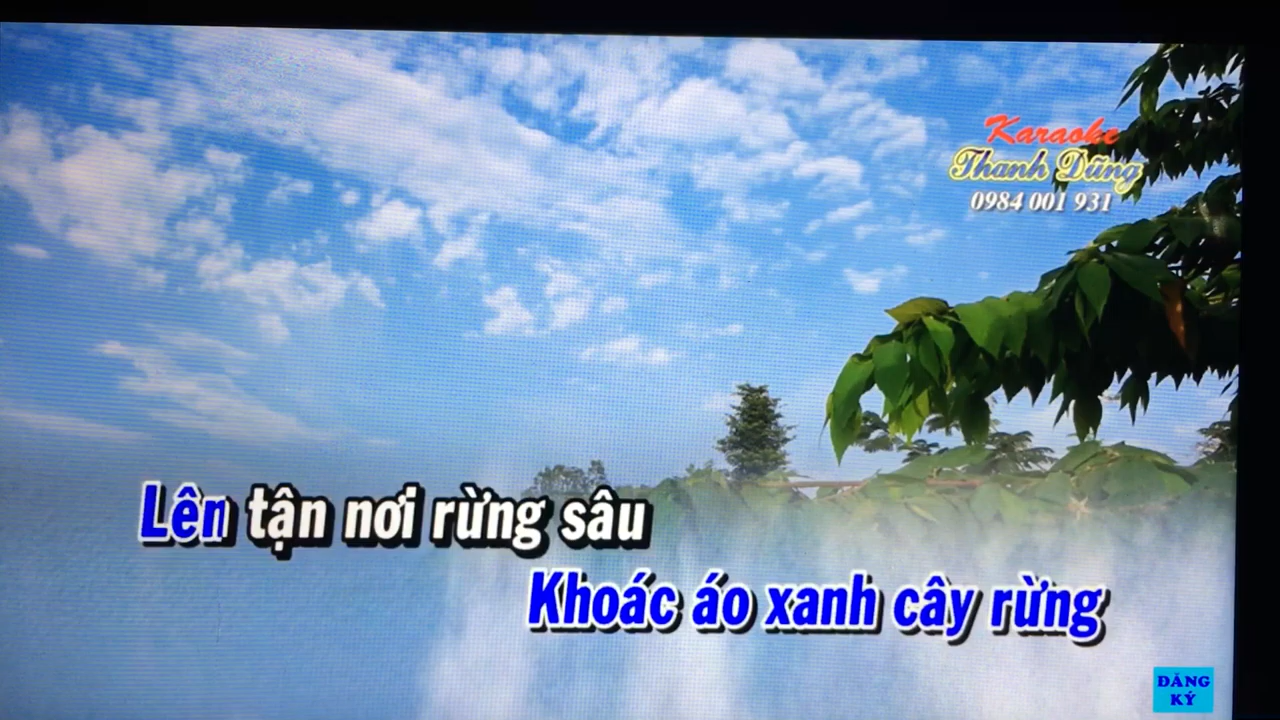 Karaoke
Thanh Dũng
0984 001 931
Lên tận nơi rừng sâu
Khoác áo xanh cây rừng
ĐĂNG
KÝ